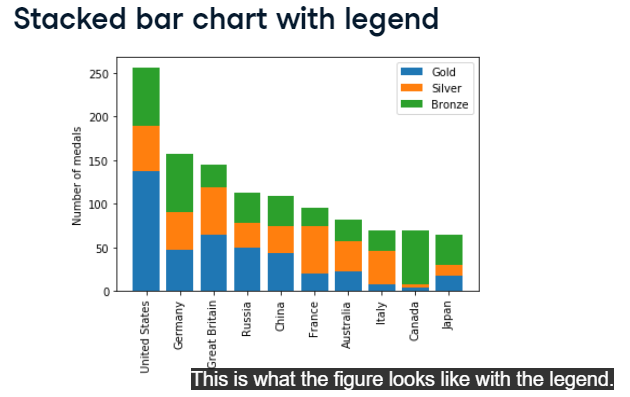 Stacked bar chart with legend
250
200
150
100
50
0
Number of medals
Gold
Silver
Bronze
United States
Germany
Great Britain
Russia
China
France
Australia
Italy
Canada
Japan
This is what the figure looks like with the legend.